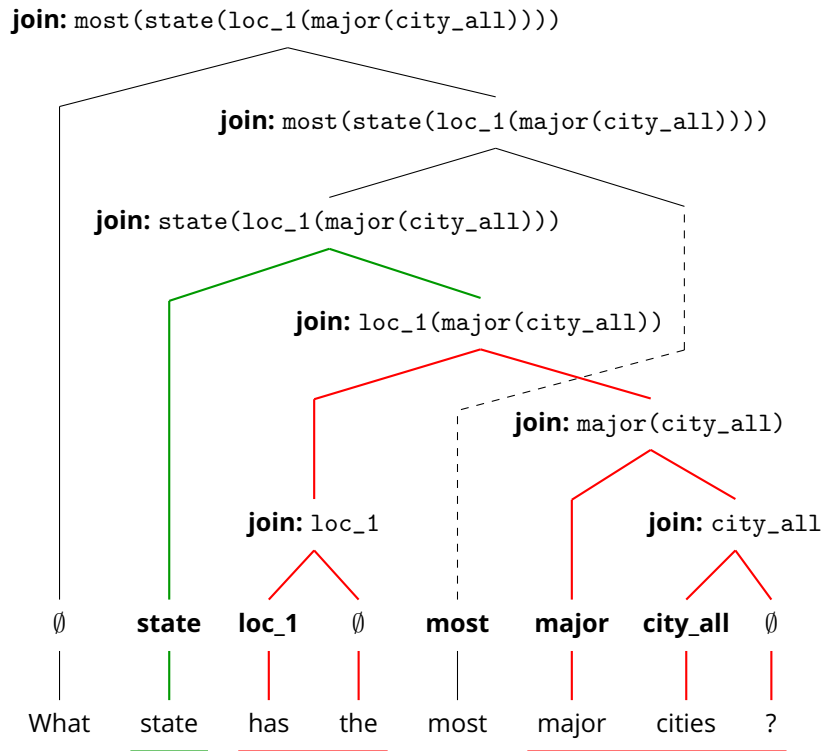 join: most(state(loc_1(major(city_all))))
join: most(state(loc_1(major(city_all))))
join: state(loc_1(major(city_all)))
join: loc_1(major(city_all))
join: major(city_all)
join: loc_1 join: city_all
∅ state loc_1 ∅ most major city_all ∅
What state has the most major cities ?